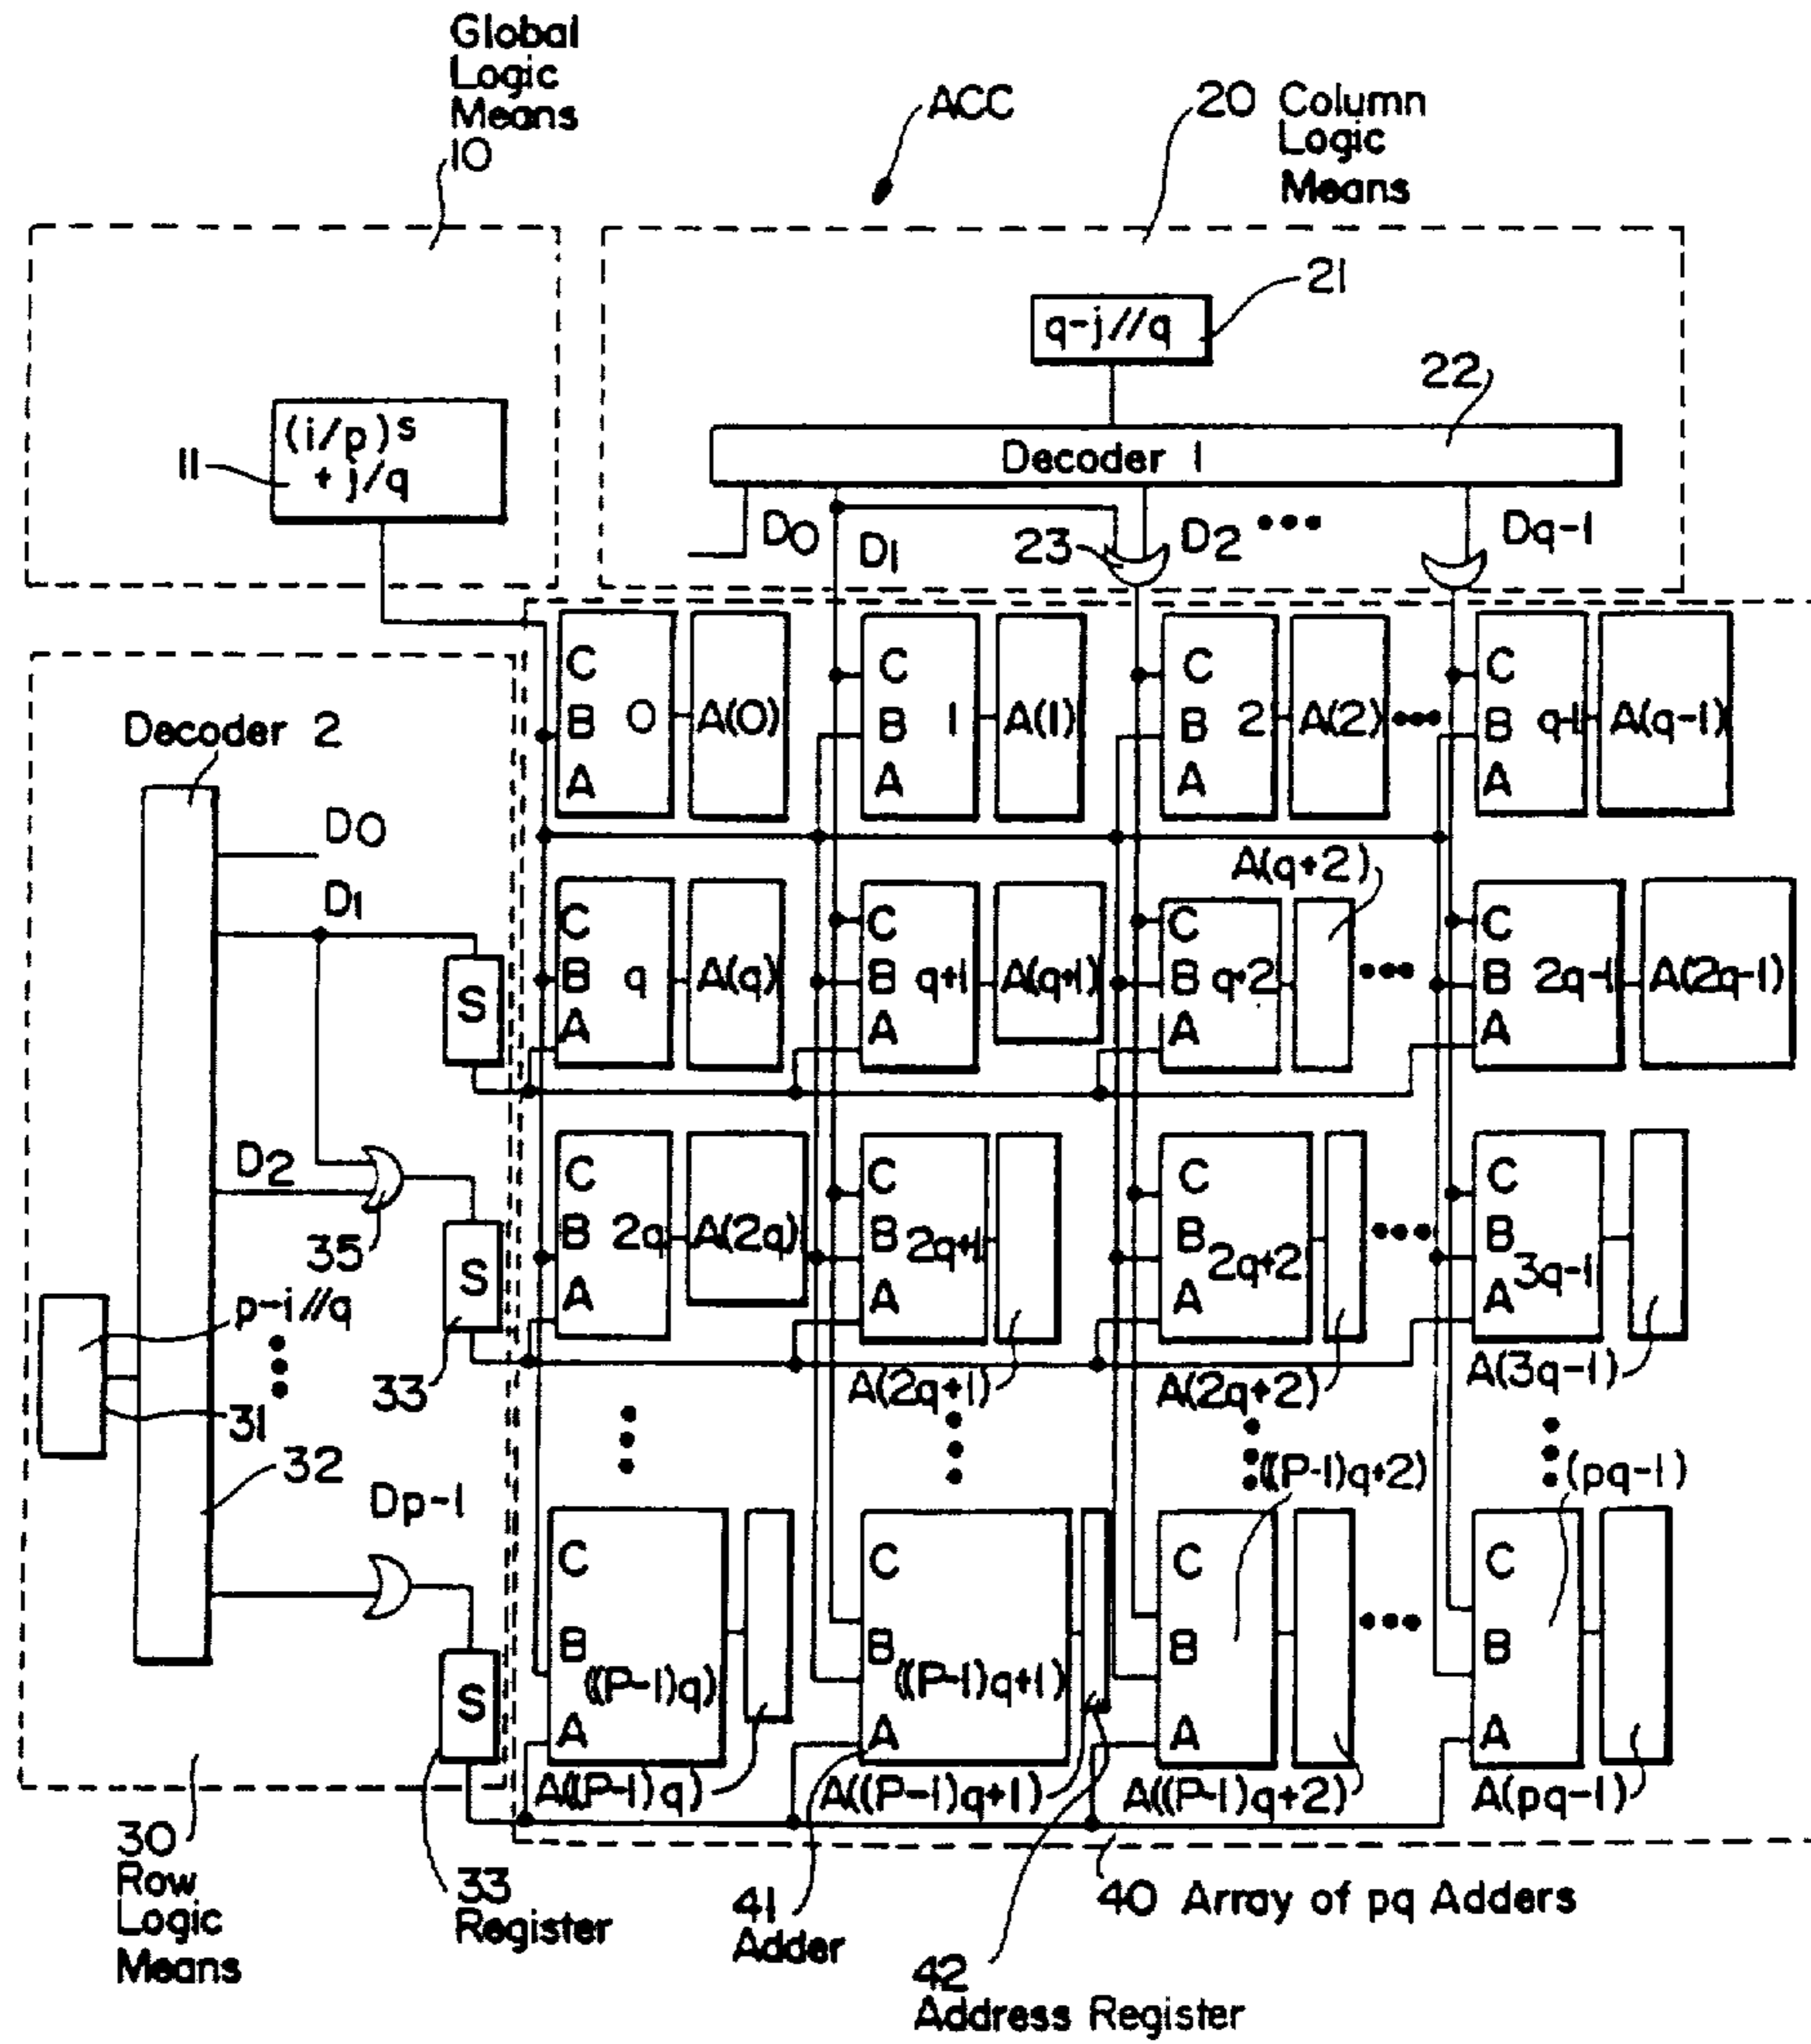 Global
Logic
Means
10
ACC
20 Column
Logic
Means
21
q-j//q
22
(i/p)s
+ j/q
11
Decoder 1
D0
D1
23
D2 •••
Dq-1
C
B 0
A
A(0)
C
B 1
A
A(1)
C
B 2
A
A(2)
•••
C
B q-1
A
A(q-1)
Decoder 2
D0
D1
S
C
B q
A
A(q)
C
B q+1
A
A(q+1)
A(q+2)
C
B q+2
A
•••
C
B 2q-1
A
A(2q-1)
D2
35
S
33
C
B 2q
A
A(2q)
C
B 2q+1
A
A(2q+1)
C
B 2q+2
A
A(2q+2)
•••
C
B 3q-1
A
A(3q-1)
p-i//q
31
32
Dp-1
S
C
B ((P-1)q)
A
A((P-1)q)
C
B ((P-1)q+1)
A
A((P-1)q+1)
((P-1)q+2)
C
B
A
A((P-1)q+2)
•••
(pq-1)
C
B
A
A(pq-1)
30
Row
Logic
Means
33
Register
41
Adder
42
Address Register
40 Array of pq Adders